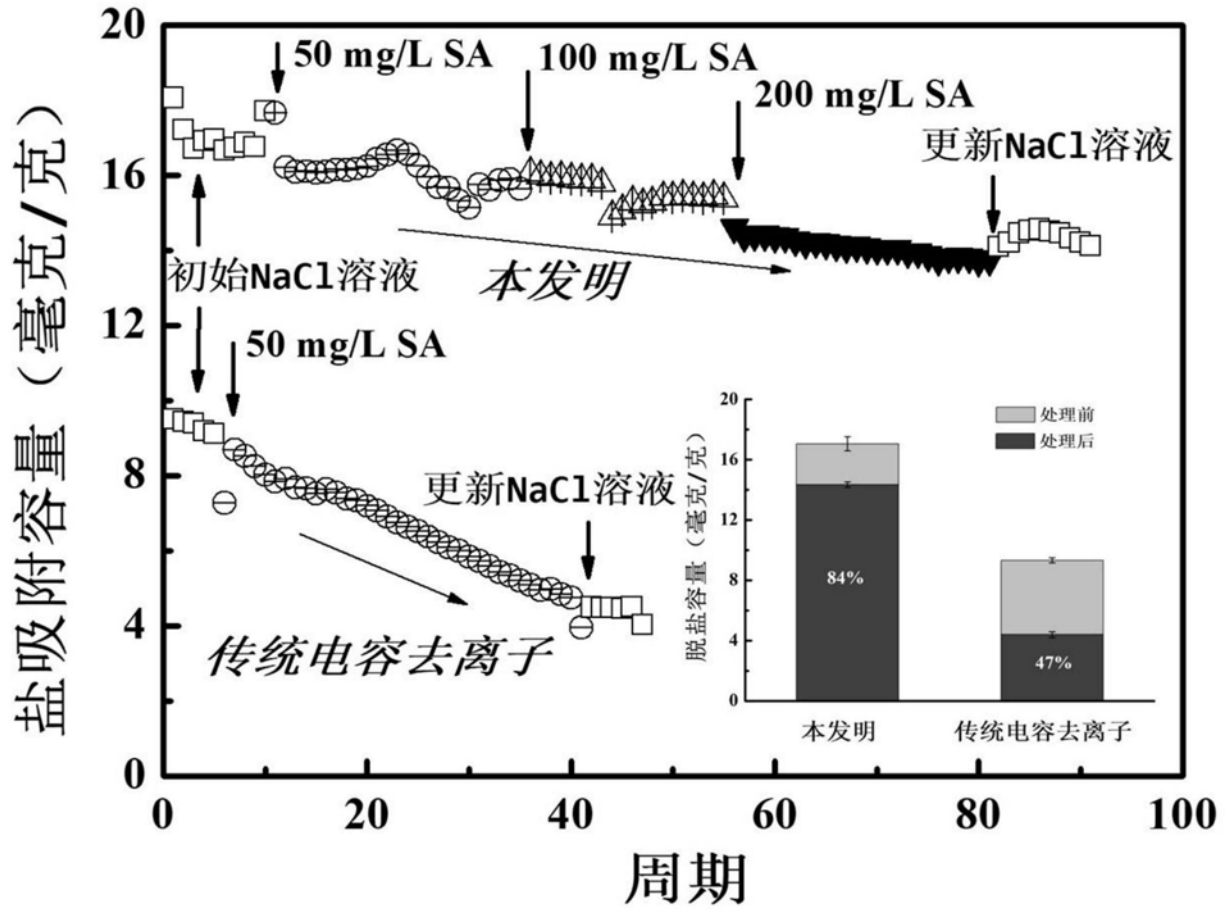 20
16
12
8
4
0
盐吸附容量（毫克/克）
50 mg/L SA
100 mg/L SA
200 mg/L SA
更新NaCl溶液
初始NaCl溶液
本发明
50 mg/L SA
更新NaCl溶液
传统电容去离子
20
16
12
8
4
0
脱盐容量（毫克/克）
处理前
处理后
84%
47%
本发明
传统电容去离子
0
20
40
60
80
100
周期